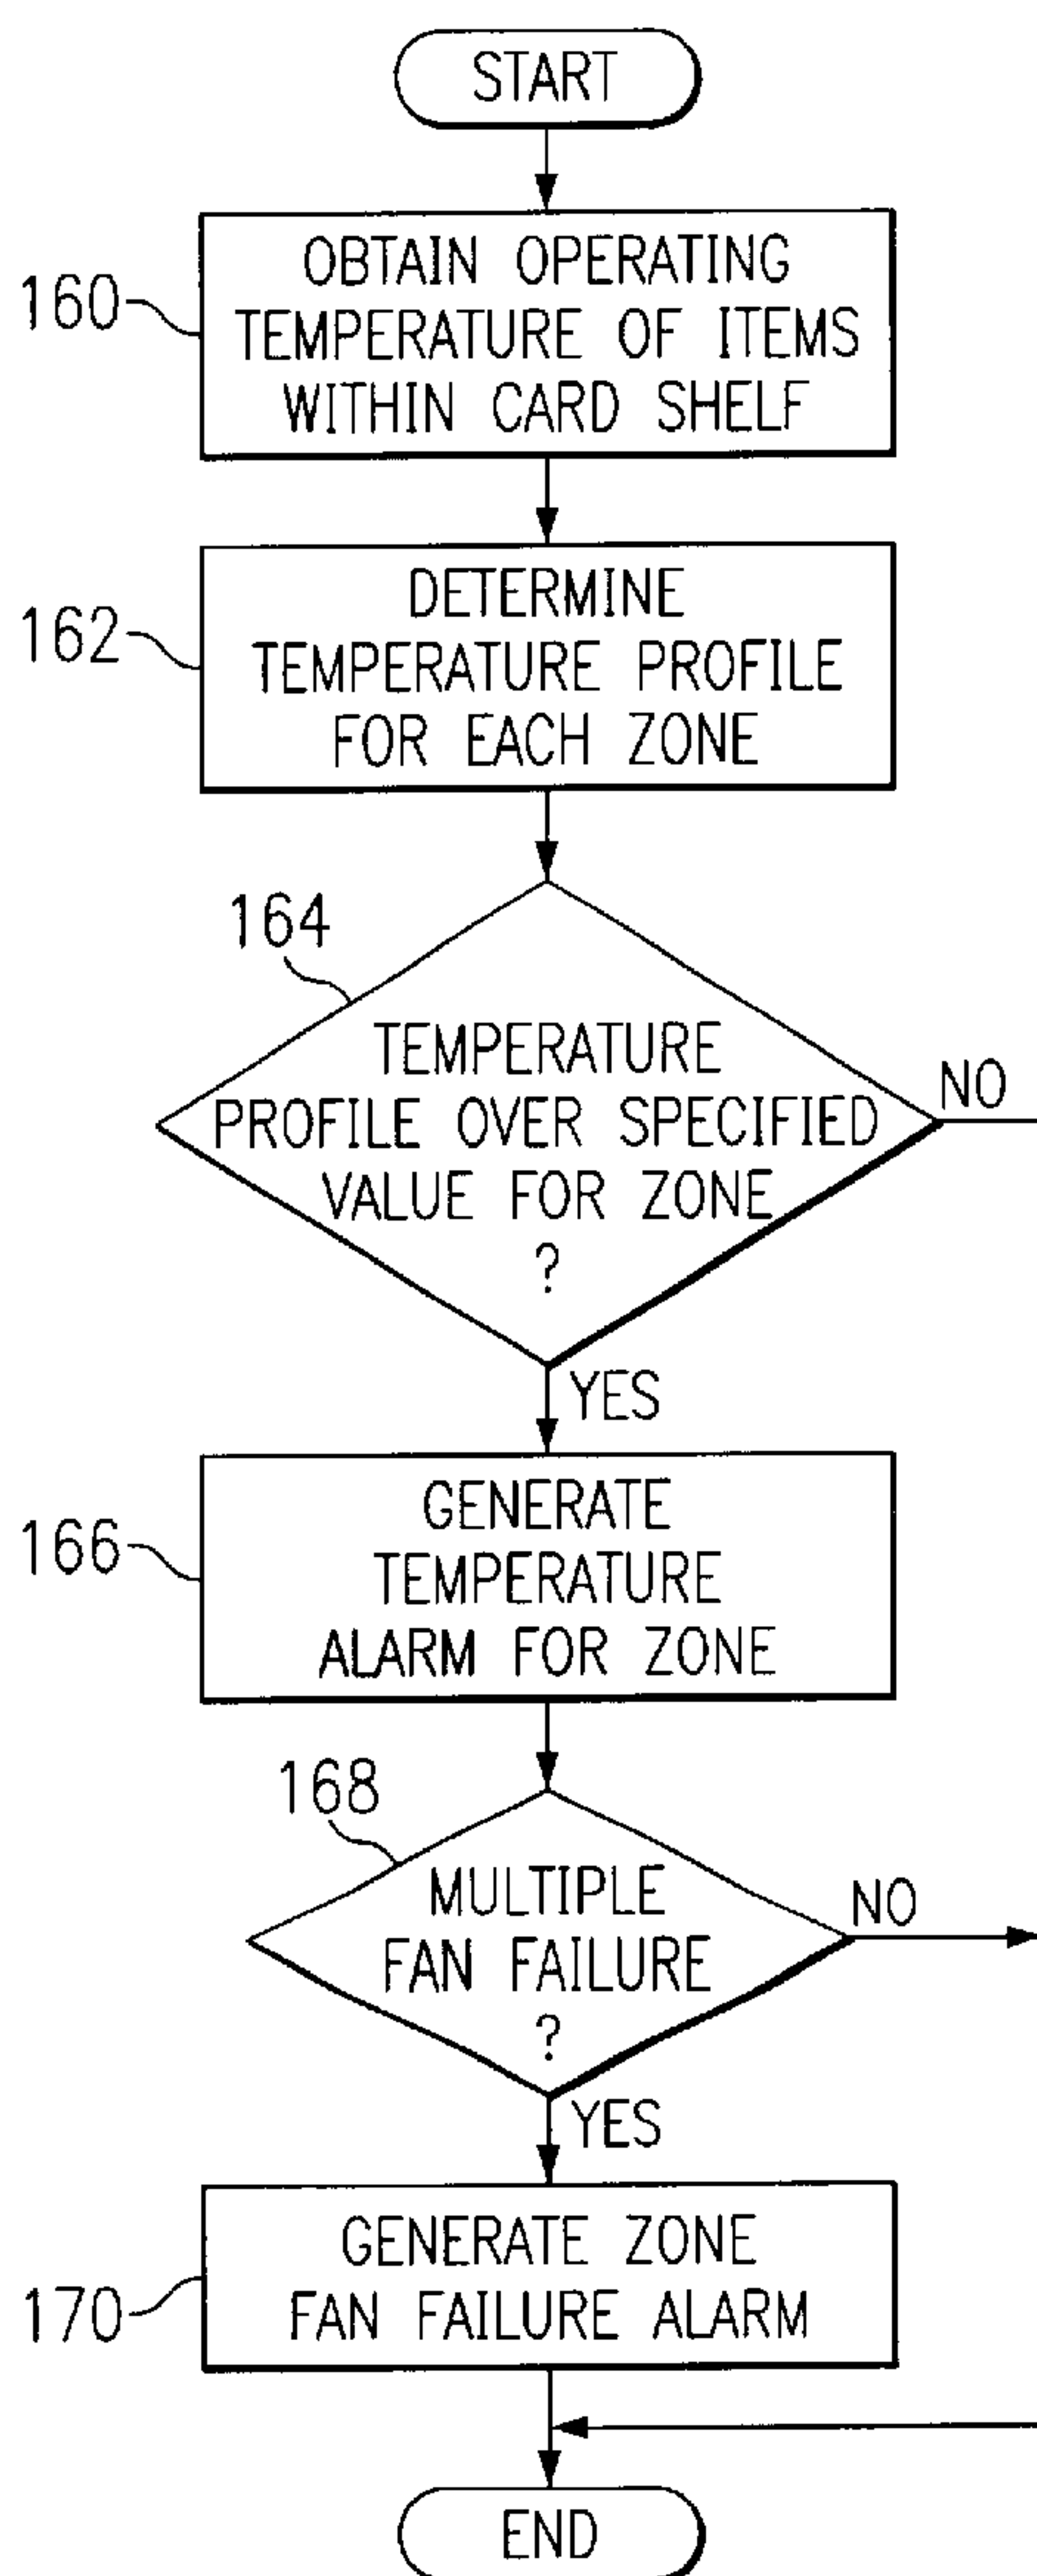 START
160
OBTAIN OPERATING
TEMPERATURE OF ITEMS
WITHIN CARD SHELF
162
DETERMINE
TEMPERATURE PROFILE
FOR EACH ZONE
164
TEMPERATURE
PROFILE OVER SPECIFIED
VALUE FOR ZONE
?
NO
YES
166
GENERATE
TEMPERATURE
ALARM FOR ZONE
168
MULTIPLE
FAN FAILURE
?
NO
YES
170
GENERATE ZONE
FAN FAILURE ALARM
END